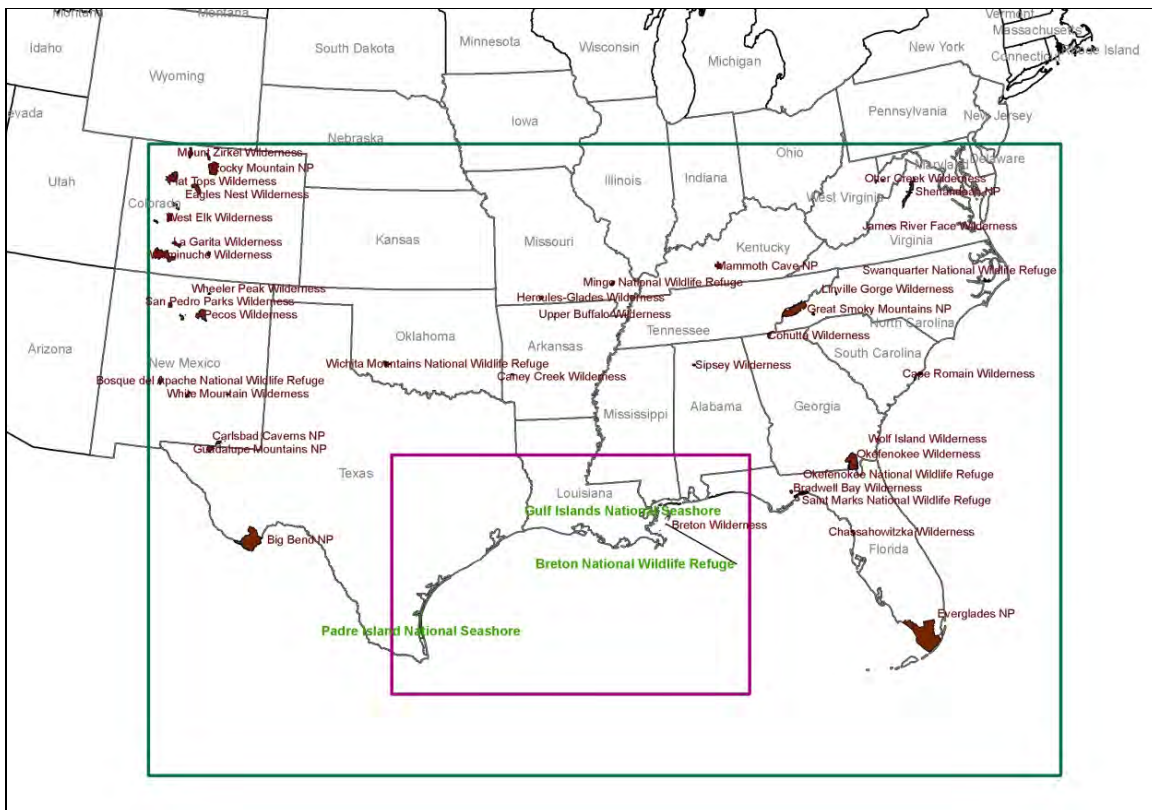 Montana
Montana
Minnesota
Vermont
Massachusetts
Idaho
South Dakota
Wisconsin
New York
Rhode Island
Connecticut
Michigan
Wyoming
Pennsylvania
New Jersey
evada
Iowa
Nebraska
Ohio
Mount Zirkel Wilderness
Maryland
Delaware
Rocky Mountain NP
Utah
Flat Tops Wilderness
Illinois
Indiana
Otter Creek Wilderness
Eagles Nest Wilderness
West Virginia
Shenandoah NP
Colorado
West Elk Wilderness
James River Face Wilderness
Kansas
Missouri
Kentucky
Virginia
La Garita Wilderness
Weminuche Wilderness
Mammoth Cave NP
Swanquarter National Wildlife Refuge
Mingo National Wildlife Refuge
Wheeler Peak Wilderness
Linville Gorge Wilderness
San Pedro Parks Wilderness
Hercules-Glades Wilderness
Pecos Wilderness
Upper Buffalo Wilderness
Great Smoky Mountains NP
North Carolina
Tennessee
Oklahoma
Cohutta Wilderness
Arizona
Arkansas
South Carolina
New Mexico
Wichita Mountains National Wildlife Refuge
Sipsey Wilderness
Caney Creek Wilderness
Cape Romain Wilderness
Bosque del Apache National Wildlife Refuge
White Mountain Wilderness
Mississippi
Alabama
Georgia
Carlsbad Caverns NP
Wolf Island Wilderness
Guadalupe Mountains NP
Okefenokee Wilderness
Texas
Okefenokee National Wildlife Refuge
Louisiana
Bradwell Bay Wilderness
Saint Marks National Wildlife Refuge
Gulf Islands National Seashore
Breton Wilderness
Chassahowitzka Wilderness
Big Bend NP
Florida
Breton National Wildlife Refuge
Everglades NP
Padre Island National Seashore